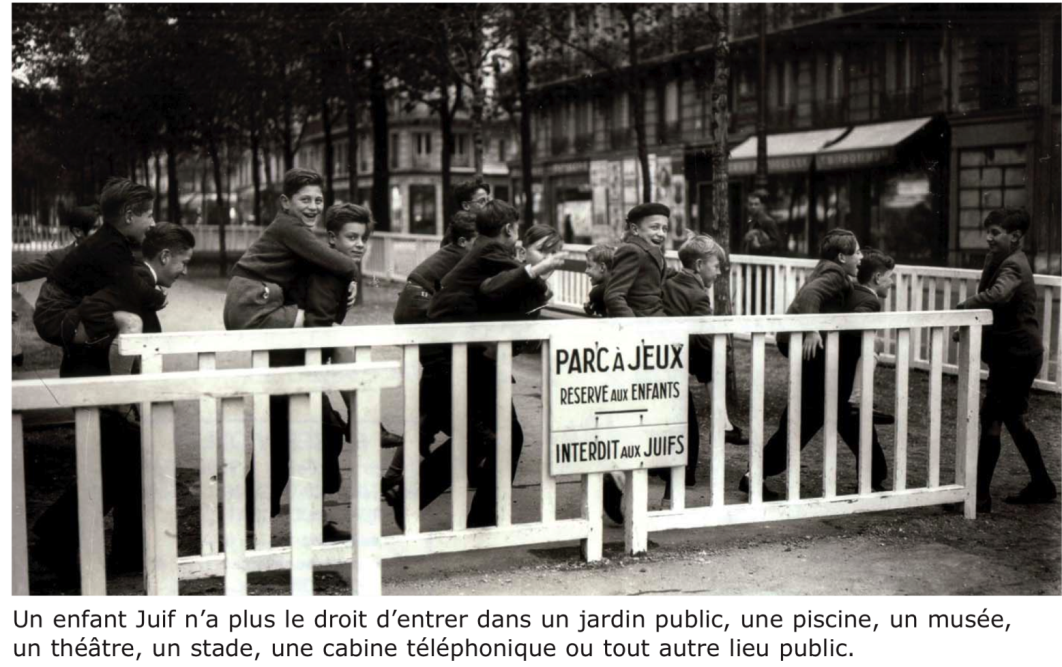 PARC À JEUX
RESERVÉ AUX ENFANTS
INTERDIT AUX JUIFS
Un enfant Juif n’a plus le droit d’entrer dans un jardin public, une piscine, un musée,
un théâtre, un stade, une cabine téléphonique ou tout autre lieu public.